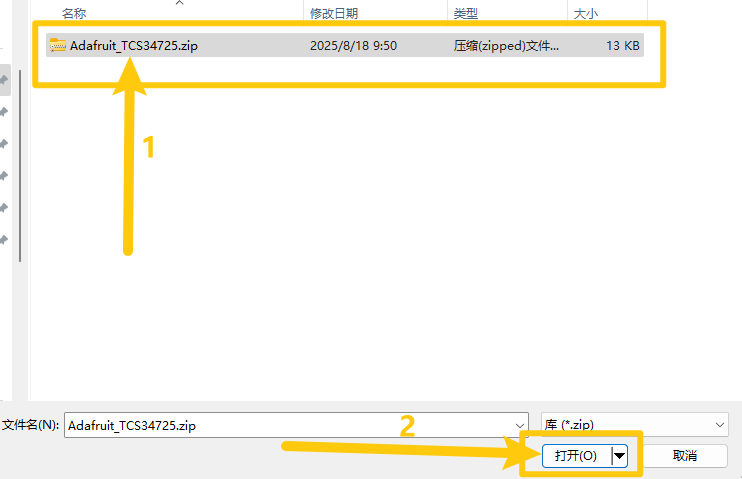 名称 修改日期 类型 大小
Adafruit_TCS34725.zip 2025/8/18 9:50 压缩(zipped)文件... 13 KB
1
文件名(N): Adafruit_TCS34725.zip 库 (*.zip)
2
打开(O) 取消